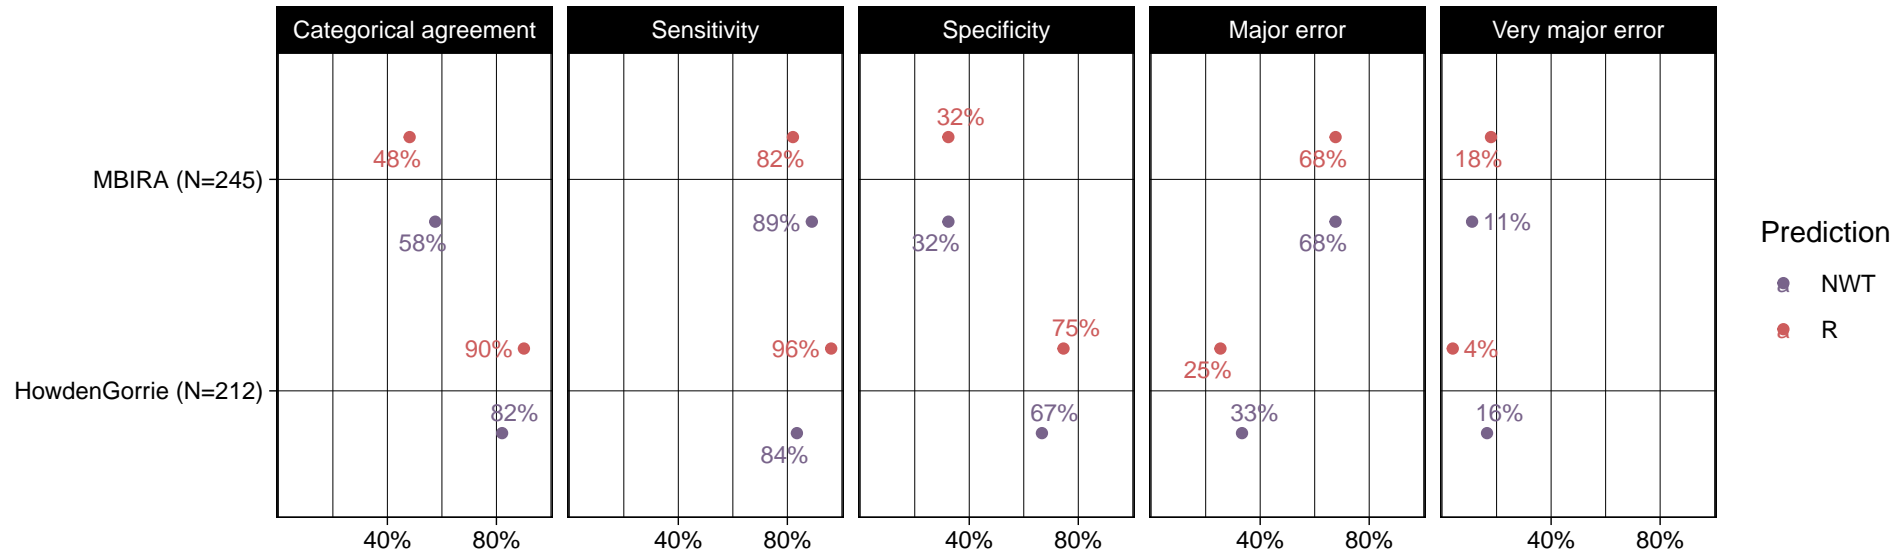 Categorical agreement Sensitivity Specificity Major error Very major error
32%
48% 82% 68% 18%
MBIRA (N=245)
89% 11%
58% 32% 68%
Prediction
a NWT
a R
75%
90% 96% 4%
25%
HowdenGorrie (N=212)
82% 67% 33% 16%
84%
40% 80% 40% 80% 40% 80% 40% 80% 40% 80%